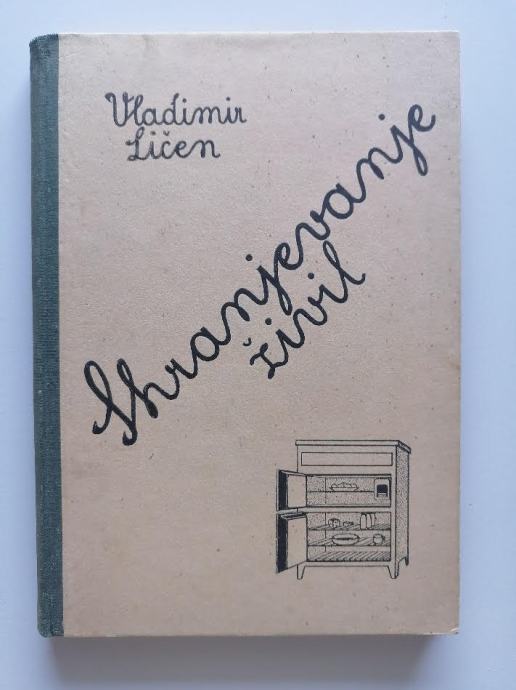 Vladimir
Ličen
Shranjevanje
živil